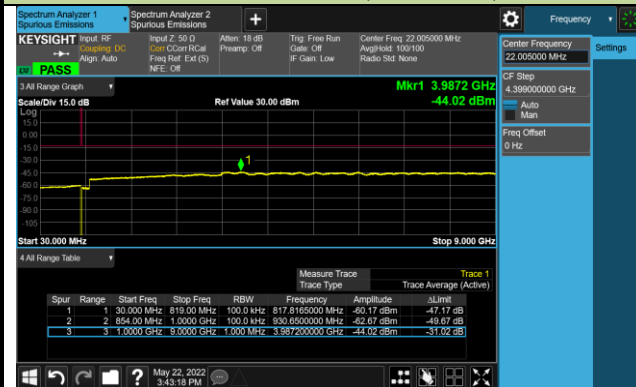 Spectrum Analyzer 1
Spurious Emissions
Spectrum Analyzer 2
Spurious Emissions
+
Frequency
KEYSIGHT
Input: RF
Coupling: DC
Align: Auto
Input Z: 50 Ω
Corr CCorr RCal
Freq Ref: Ext (S)
NFE: Off
Atten: 18 dB
Preamp: Off
Trig: Free Run
Gate: Off
IF Gain: Low
Center Freq: 22.005000 MHz
Avg|Hold: 100/100
Radio Std: None
PASS
Center Frequency
22.005000 MHz
Settings
CF Step
4.399000000 GHz
Auto
Man
Freq Offset
0 Hz
3 All Range Graph
Mkr1 3.9872 GHz
Scale/Div 15.0 dB
Ref Value 30.00 dBm
-44.02 dBm
Log
15.0
0.00
-15.0
-30.0
-45.0
-60.0
-75.0
-90.0
-105
1
Start 30.000 MHz
Stop 9.000 GHz
4 All Range Table
Measure Trace
Trace 1
Trace Type
Trace Average (Active)
Spur Range Start Freq Stop Freq RBW Frequency Amplitude ΔLimit
1 1 30.000 MHz 819.00 MHz 100.0 kHz 817.8165000 MHz -60.17 dBm -47.17 dB
2 2 854.00 MHz 1.0000 GHz 100.0 kHz 930.6500000 MHz -62.67 dBm -49.67 dB
3 3 1.0000 GHz 9.0000 GHz 1.000 MHz 3.987200000 GHz -44.02 dBm -31.02 dB
May 22, 2022
3:43:18 PM